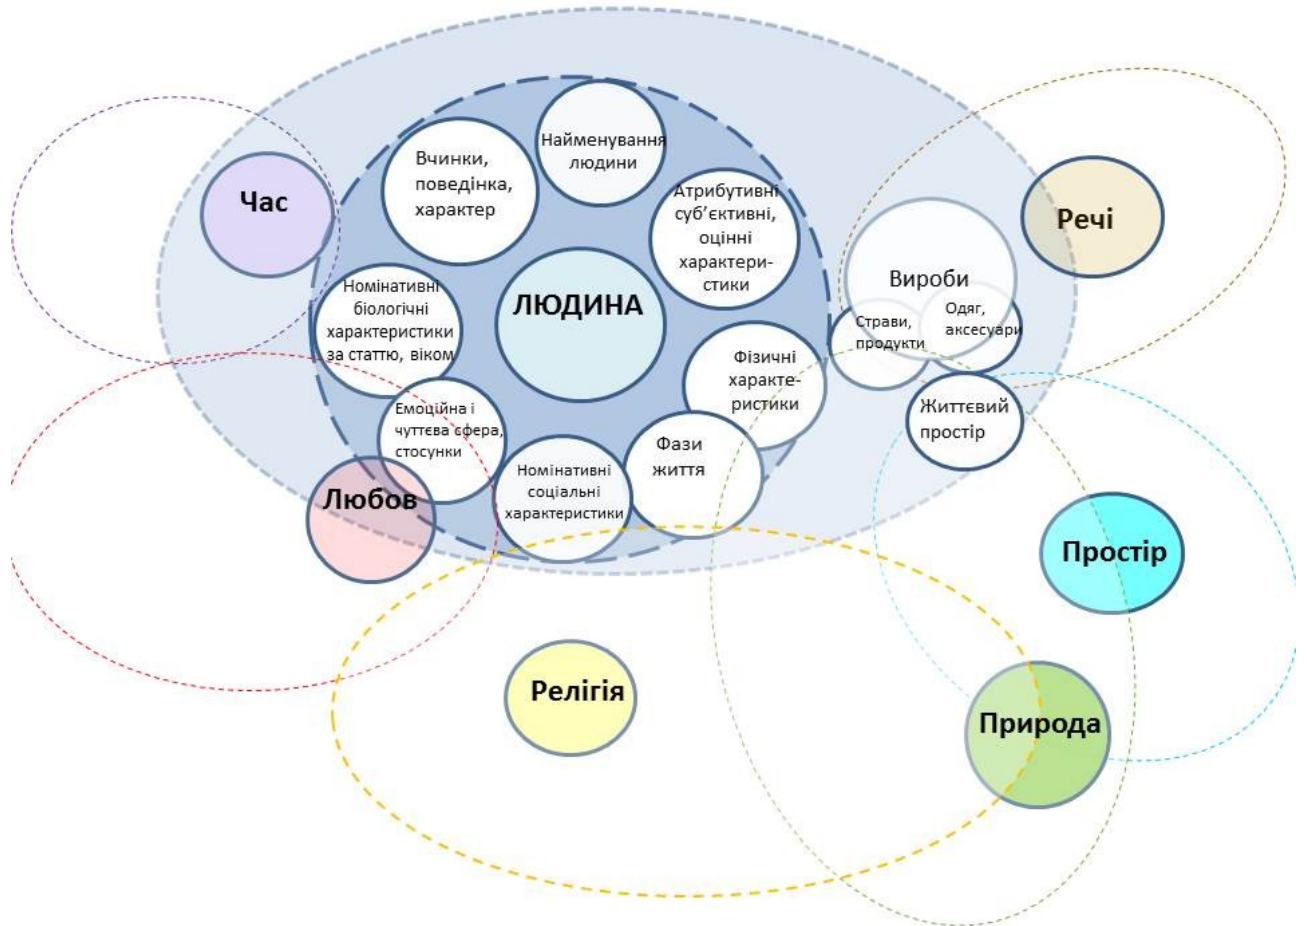 Найменування
людини
Вчинки,
поведінка,
характер
Атрибутивні
суб’єктивні,
оцінні
характери-
стики
Час
Речі
Вироби
Номінативні
біологічні
характеристики
за статтю, віком
ЛЮДИНА
Страви,
продукти
Одяг,
аксесуари
Фізичні
характе-
ристики
Емоційна і
чуттєва сфера,
стосунки
Життєвий
простір
Фази
життя
Номінативні
соціальні
характеристики
Любов
Простір
Релігія
Природа